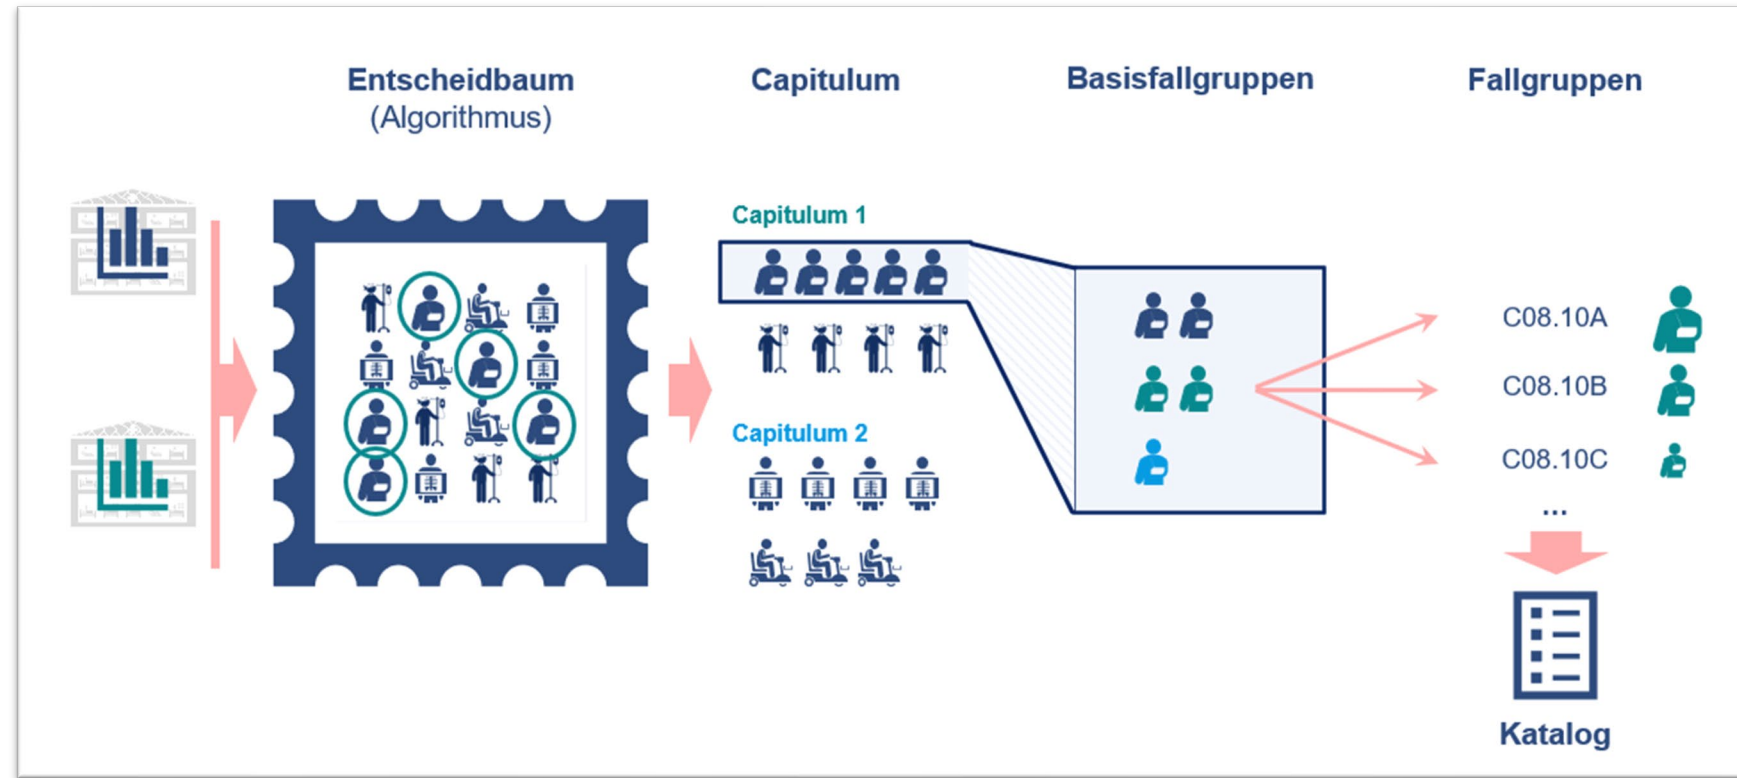 Entscheidbaum
(Algorithmus)
Capitulum
Basisfallgruppen
Fallgruppen
Capitulum 1
Capitulum 2
C08.10A
C08.10B
C08.10C
...
Katalog